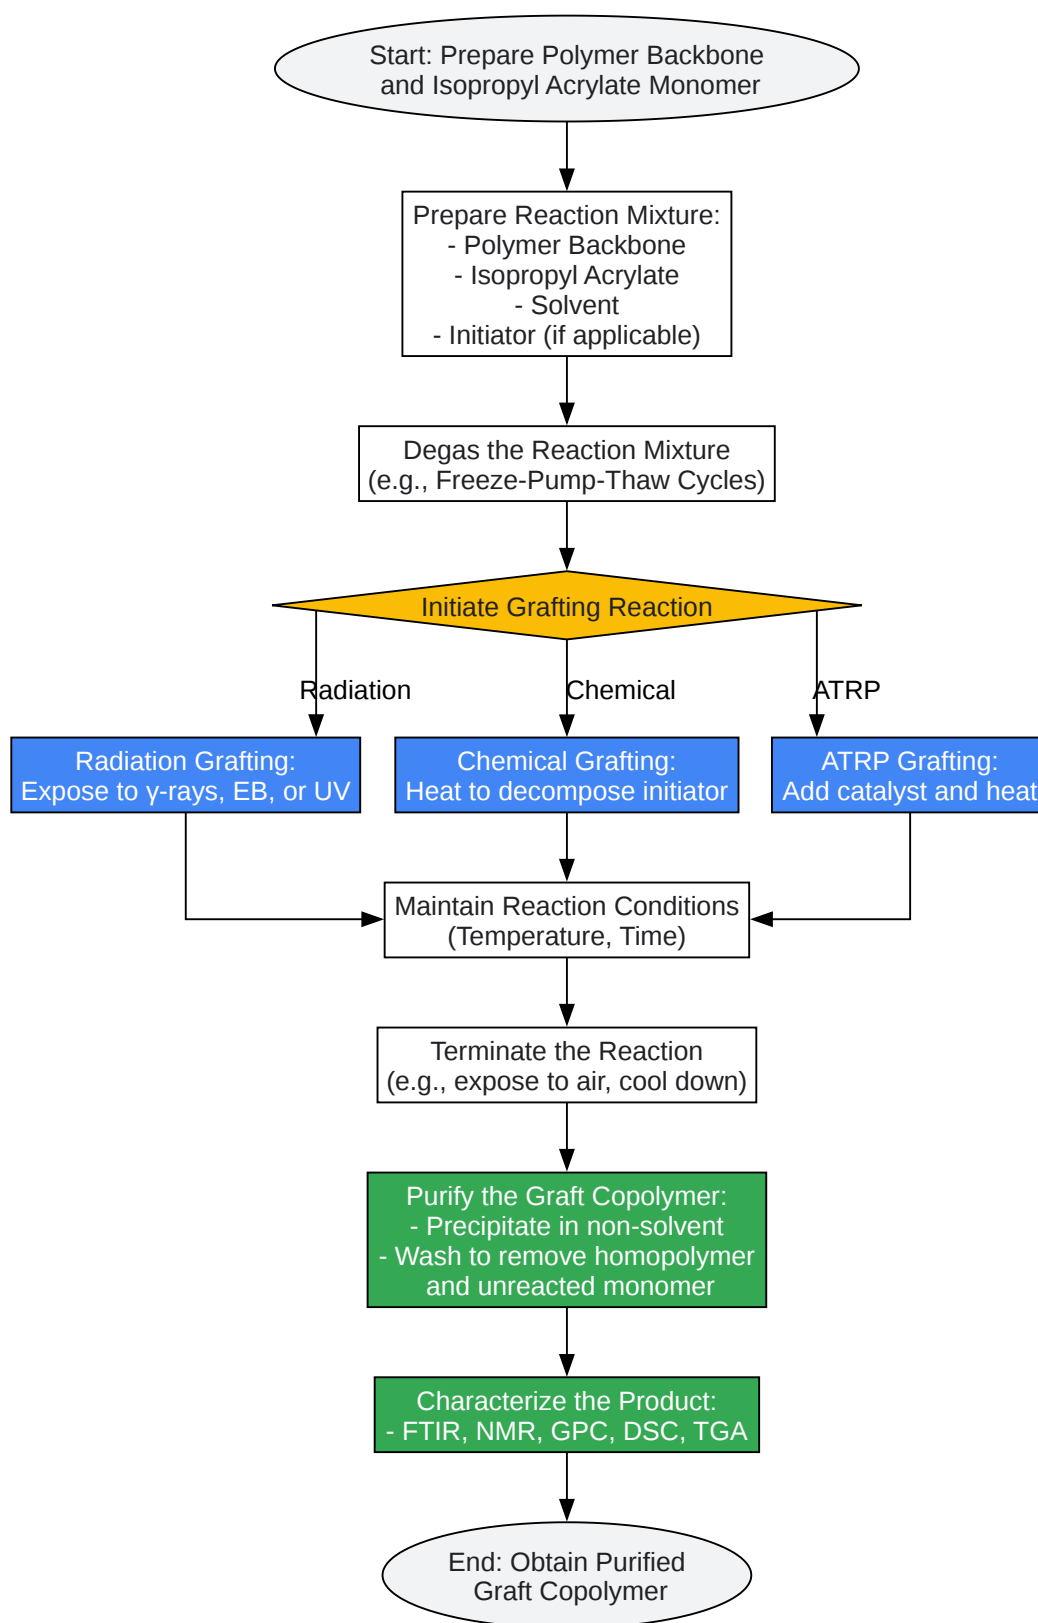 Start: Prepare Polymer Backbone
and Isopropyl Acrylate Monomer
Prepare Reaction Mixture:
- Polymer Backbone
- Isopropyl Acrylate
- Solvent
- Initiator (if applicable)
Degas the Reaction Mixture
(e.g., Freeze-Pump-Thaw Cycles)
Initiate Grafting Reaction
Radiation
Chemical
ATRP
Radiation Grafting:
Expose to γ-rays, EB, or UV
Chemical Grafting:
Heat to decompose initiator
ATRP Grafting:
Add catalyst and heat
Maintain Reaction Conditions
(Temperature, Time)
Terminate the Reaction
(e.g., expose to air, cool down)
Purify the Graft Copolymer:
- Precipitate in non-solvent
- Wash to remove homopolymer
and unreacted monomer
Characterize the Product:
- FTIR, NMR, GPC, DSC, TGA
End: Obtain Purified
Graft Copolymer